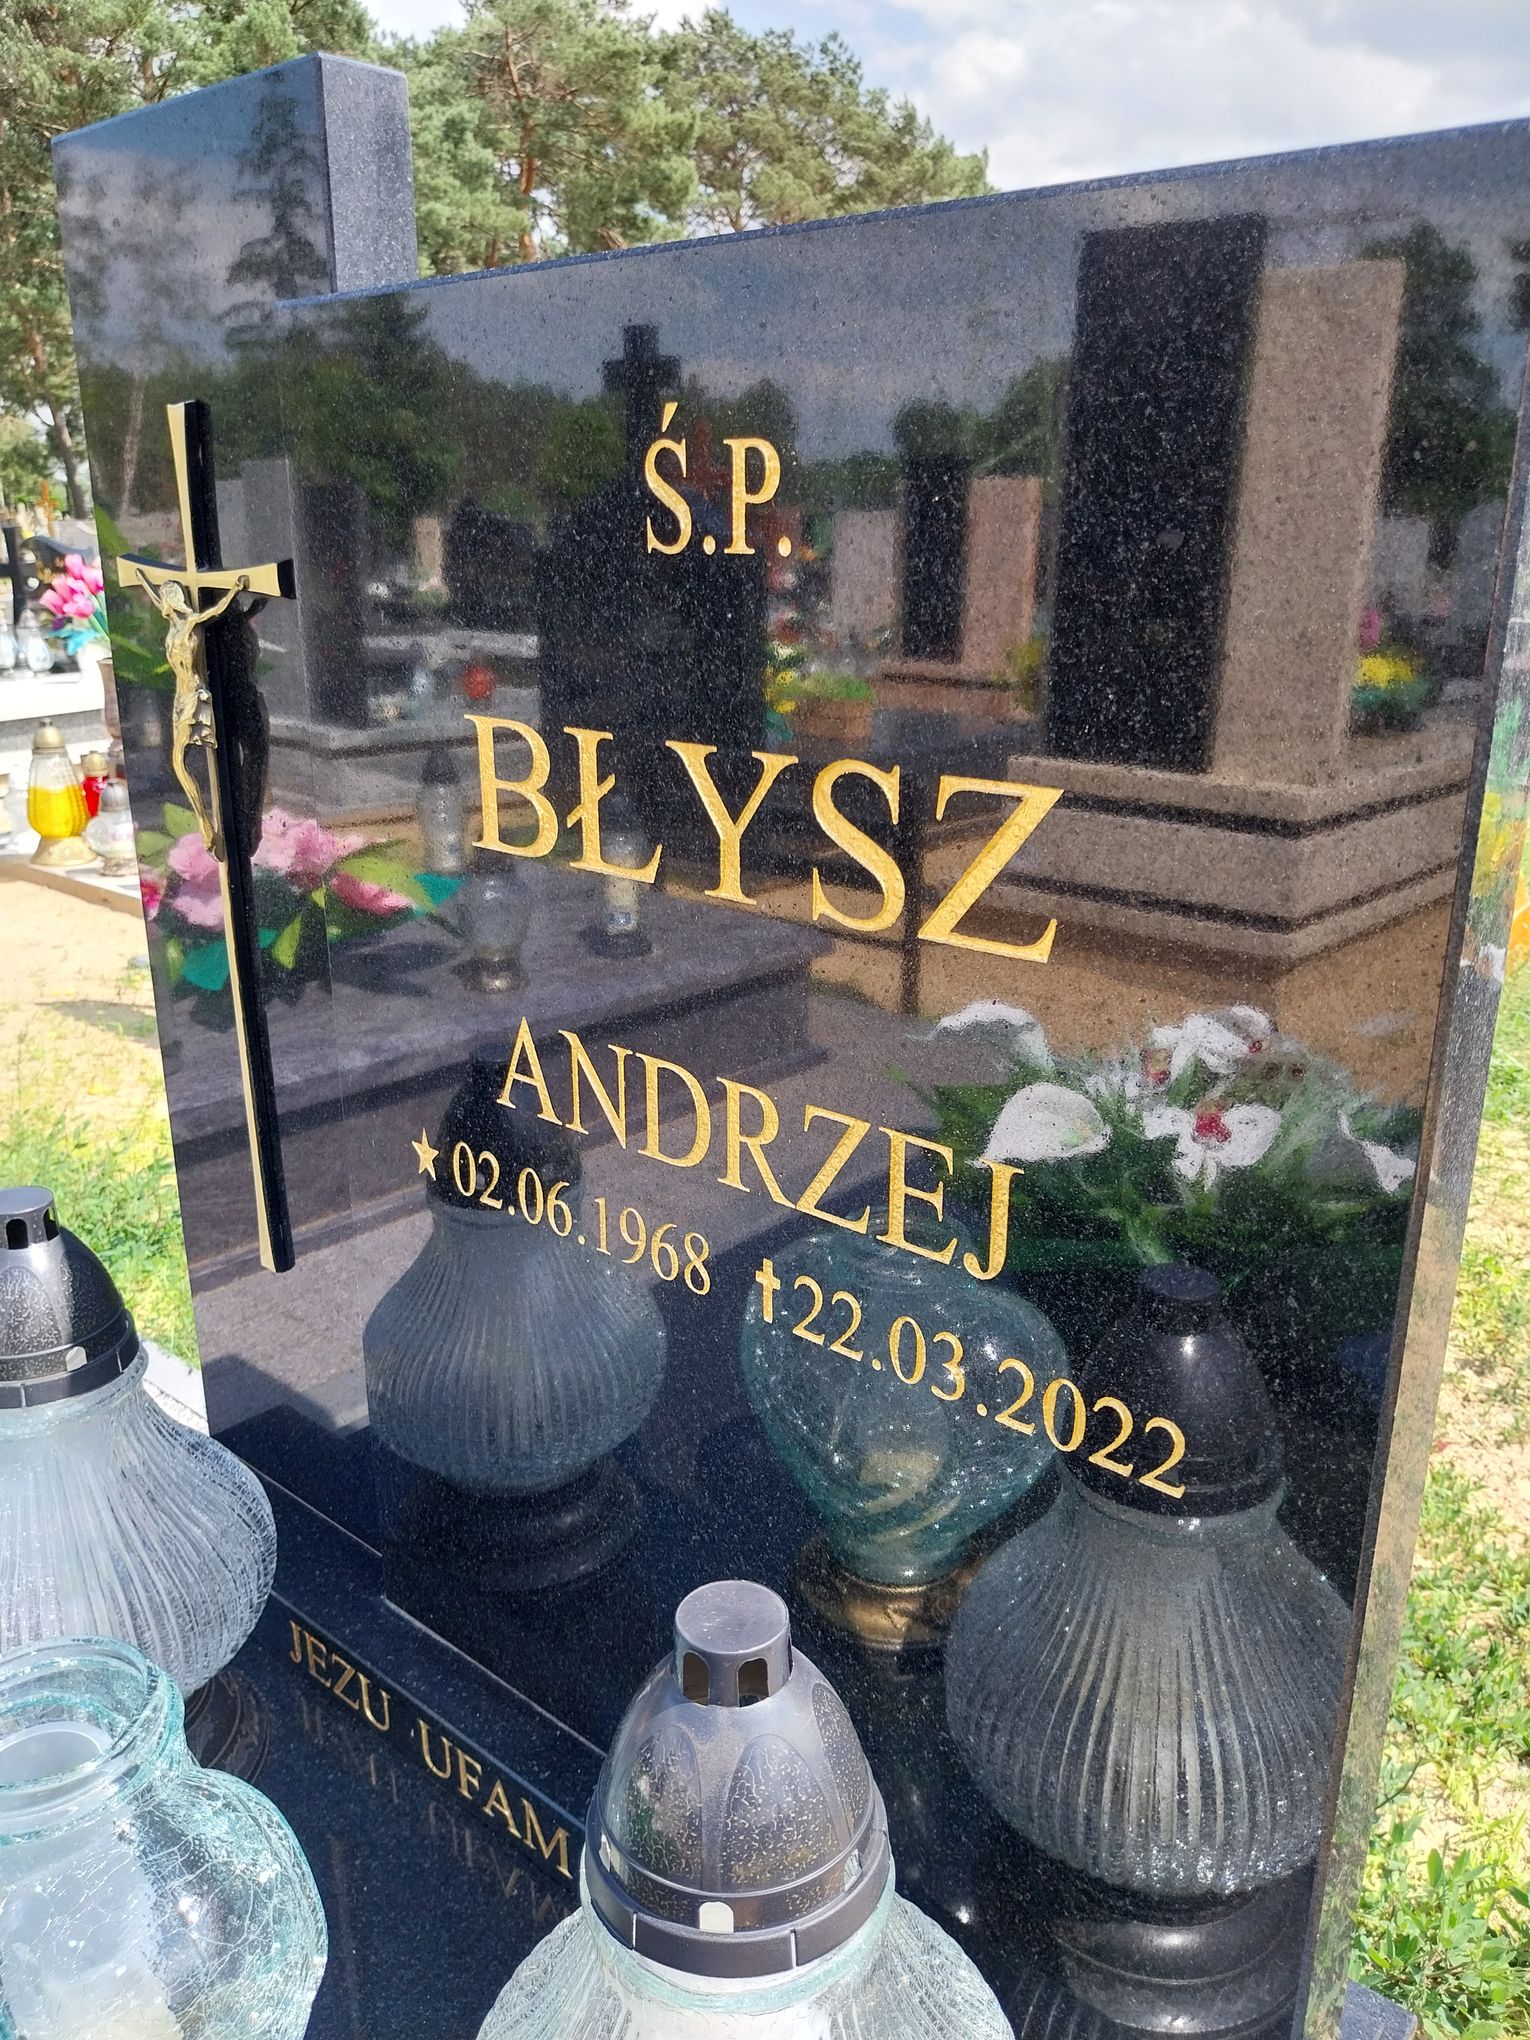 Ś.P.
BŁYSZ
ANDRZEJ
★ 02.06.1968 ✝ 22.03.2022
JEZU UFAM